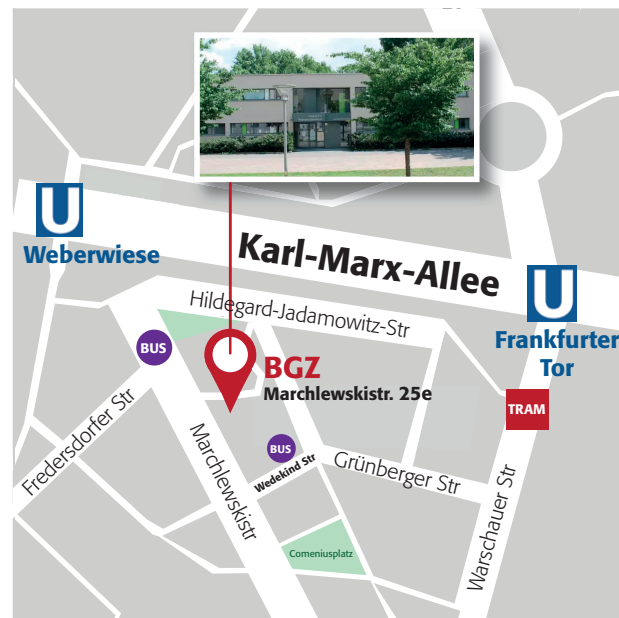 U
Weberwiese
Karl-Marx-Allee
U
Frankfurter
Tor
Hildegard-Jadamowitz-Str
BUS
BGZ
Marchlewskistr. 25e
TRAM
Fredersdorfer Str
Marchlewskistr
BUS
Wedekind Str
Grünberger Str
Warschauer Str
Comeniusplatz